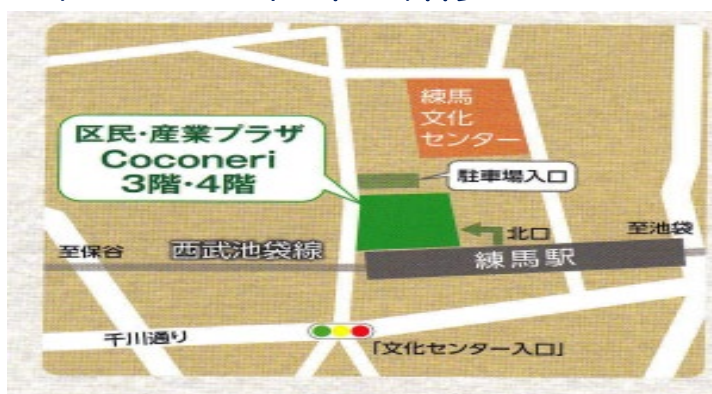 練馬
文化
センター
区民・産業プラザ
Coconeri
3階・4階
駐車場入口
北口
至池袋
至保谷
西武池袋線
練馬駅
千川通り
「文化センター入口」